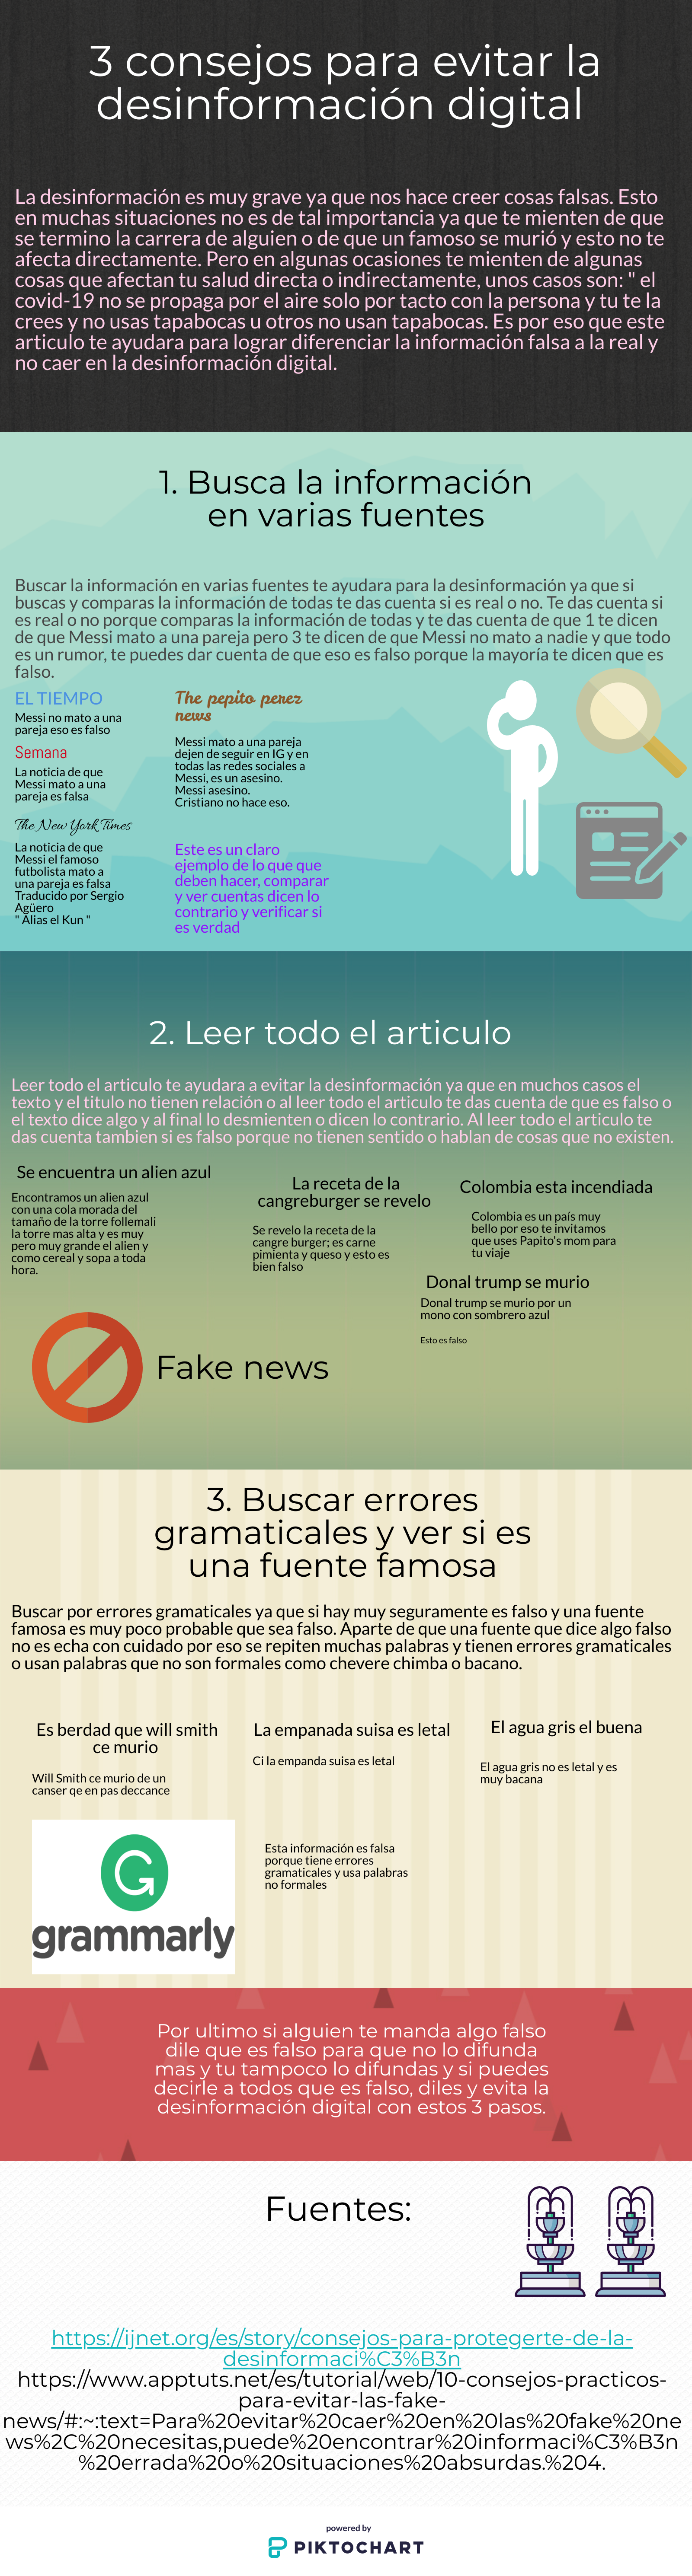 3 consejos para evitar la
desinformación digital
La desinformación es muy grave ya que nos hace creer cosas falsas. Esto
en muchas situaciones no es de tal importancia ya que te mienten de que
se termino la carrera de alguien o de que un famoso se murió y esto no te
afecta directamente. Pero en algunas ocasiones te mienten de algunas
cosas que afectan tu salud directa o indirectamente, unos casos son: " el
covid-19 no se propaga por el aire solo por tacto con la persona y tu te la
crees y no usas tapabocas u otros no usan tapabocas. Es por eso que este
articulo te ayudara para lograr diferenciar la información falsa a la real y
no caer en la desinformación digital.
1. Busca la información
en varias fuentes
Buscar la información en varias fuentes te ayudara para la desinformación ya que si
buscas y comparas la información de todas te das cuenta si es real o no. Te das cuenta si
es real o no porque comparas la información de todas y te das cuenta de que 1 te dicen
de que Messi mato a una pareja pero 3 te dicen de que Messi no mato a nadie y que todo
es un rumor, te puedes dar cuenta de que eso es falso porque la mayoría te dicen que es
falso.
EL TIEMPO
Messi no mato a una
pareja eso es falso
Semana
La noticia de que
Messi mato a una
pareja es falsa
The New York Times
La noticia de que
Messi el famoso
futbolista mato a
una pareja es falsa
Traducido por Sergio
Agüero
" Alias el Kun "
The pepito perez
news
Messi mato a una pareja
dejen de seguir en IG y en
todas las redes sociales a
Messi, es un asesino.
Messi asesino.
Cristiano no hace eso.
Este es un claro
ejemplo de lo que que
deben hacer, comparar
y ver cuentas dicen lo
contrario y verificar si
es verdad
2. Leer todo el articulo
Leer todo el articulo te ayudara a evitar la desinformación ya que en muchos casos el
texto y el titulo no tienen relación o al leer todo el articulo te das cuenta de que es falso o
el texto dice algo y al final lo desmienten o dicen lo contrario. Al leer todo el articulo te
das cuenta tambien si es falso porque no tienen sentido o hablan de cosas que no existen.
Se encuentra un alien azul
Encontramos un alien azul
con una cola morada del
tamaño de la torre follemali
la torre mas alta y es muy
pero muy grande el alien y
como cereal y sopa a toda
hora.
La receta de la
cangreburger se revelo
Se revelo la receta de la
cangre burger; es carne
pimienta y queso y esto es
bien falso
Colombia esta incendiada
Colombia es un país muy
bello por eso te invitamos
que uses Papito's mom para
tu viaje
Donal trump se murio
Donal trump se murio por un
mono con sombrero azul
Esto es falso
Fake news
3. Buscar errores
gramaticales y ver si es
una fuente famosa
Buscar por errores gramaticales ya que si hay muy seguramente es falso y una fuente
famosa es muy poco probable que sea falso. Aparte de que una fuente que dice algo falso
no es echa con cuidado por eso se repiten muchas palabras y tienen errores gramaticales
o usan palabras que no son formales como chevere chimba o bacano.
Es berdad que will smith
ce murio
Will Smith ce murio de un
canser qe en pas deccance
La empanada suisa es letal
Ci la empanda suisa es letal
El agua gris el buena
El agua gris no es letal y es
muy bacana
grammarly
Esta información es falsa
porque tiene errores
gramaticales y usa palabras
no formales
Por ultimo si alguien te manda algo falso
dile que es falso para que no lo difunda
mas y tu tampoco lo difundas y si puedes
decirle a todos que es falso, diles y evita la
desinformación digital con estos 3 pasos.
Fuentes:
https://ijnet.org/es/story/consejos-para-protegerte-de-la-
desinformaci%C3%B3n
https://www.apptuts.net/es/tutorial/web/10-consejos-practicos-
para-evitar-las-fake-
news/#:~:text=Para%20evitar%20caer%20en%20las%20fake%20ne
ws%2C%20necesitas,puede%20encontrar%20informaci%C3%B3n
%20errada%20o%20situaciones%20absurdas.%204.
powered by
PIKTOCHART